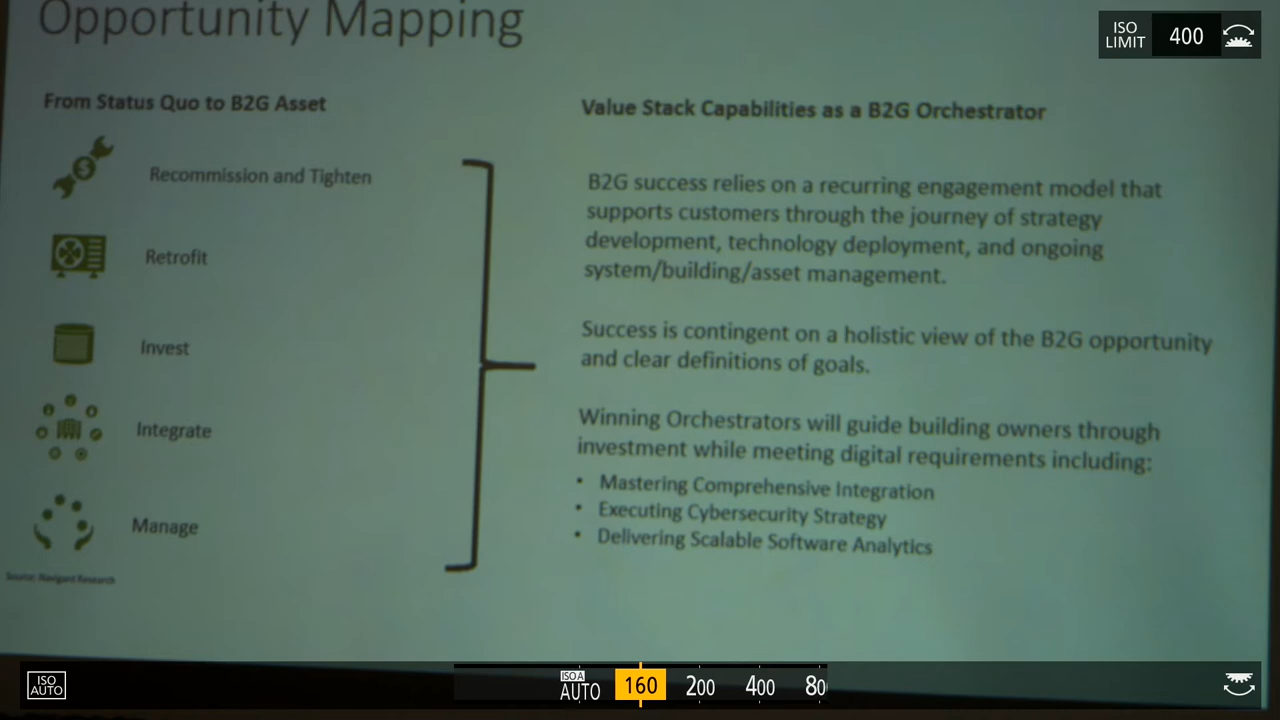 Opportunity Mapping
ISO
LIMIT
400
From Status Quo to B2G Asset
Recommission and Tighten
Retrofit
Invest
Integrate
Manage
Source: Navigant Research
Value Stack Capabilities as a B2G Orchestrator
B2G success relies on a recurring engagement model that
supports customers through the journey of strategy
development, technology deployment, and ongoing
system/building/asset management.
Success is contingent on a holistic view of the B2G opportunity
and clear definitions of goals.
Winning Orchestrators will guide building owners through
investment while meeting digital requirements including:
• Mastering Comprehensive Integration
• Executing Cybersecurity Strategy
• Delivering Scalable Software Analytics
ISO
AUTO
ISO A
AUTO
160
200
400
80